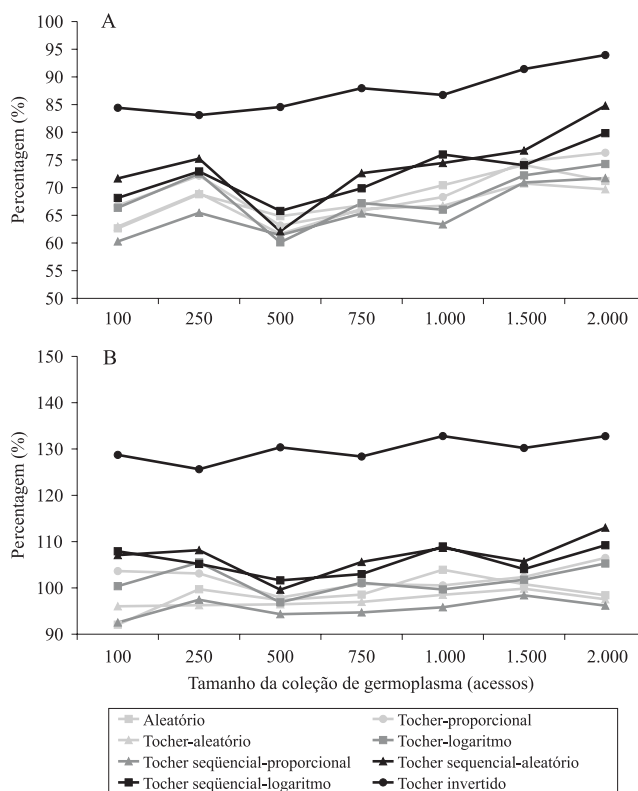 A
Percentagem (%)
100
95
90
85
80
75
70
65
60
55
50
100 250 500 750 1.000 1.500 2.000
B
Percentagem (%)
150
140
130
120
110
100
90
100 250 500 750 1.000 1.500 2.000
Tamanho da coleção de germoplasma (acessos)
Aleatório Tocher-proporcional
Tocher-aleatório Tocher-logaritmo
Tocher seqüencial-proporcional Tocher sequencial-aleatório
Tocher seqüencial-logaritmo Tocher invertido